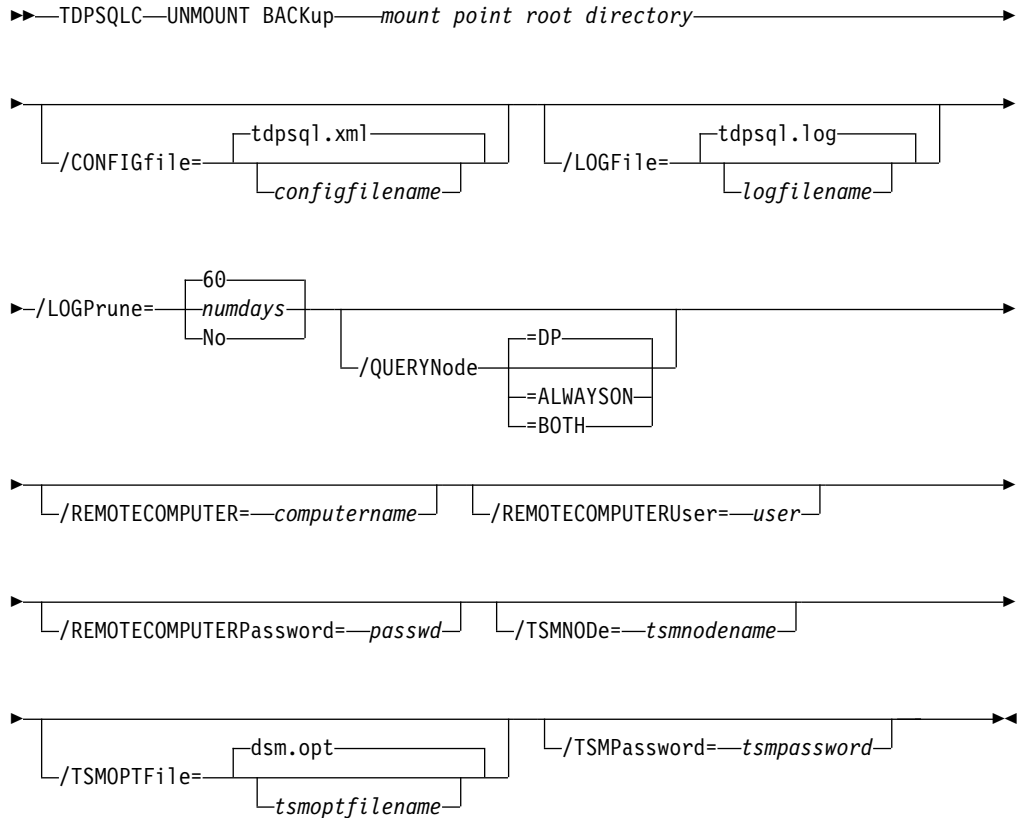 TDPSQLC UNMOUNT BACKup mount point root directory
tdpsql.xml tdpsql.log
/CONFIGfile= /LOGFile=
configfilename logfilename
60
/LOGPrune= numdays
No =DP
/QUERYNode
=ALWAYSON
=BOTH
/REMOTECOMPUTER= computername /REMOTECOMPUTERUser= user
/REMOTECOMPUTERPassword= passwd /TSMNODe= tsmnodename
dsm.opt /TSMPassword= tsmpassword
/TSMOPTFile=
tsmoptfilename